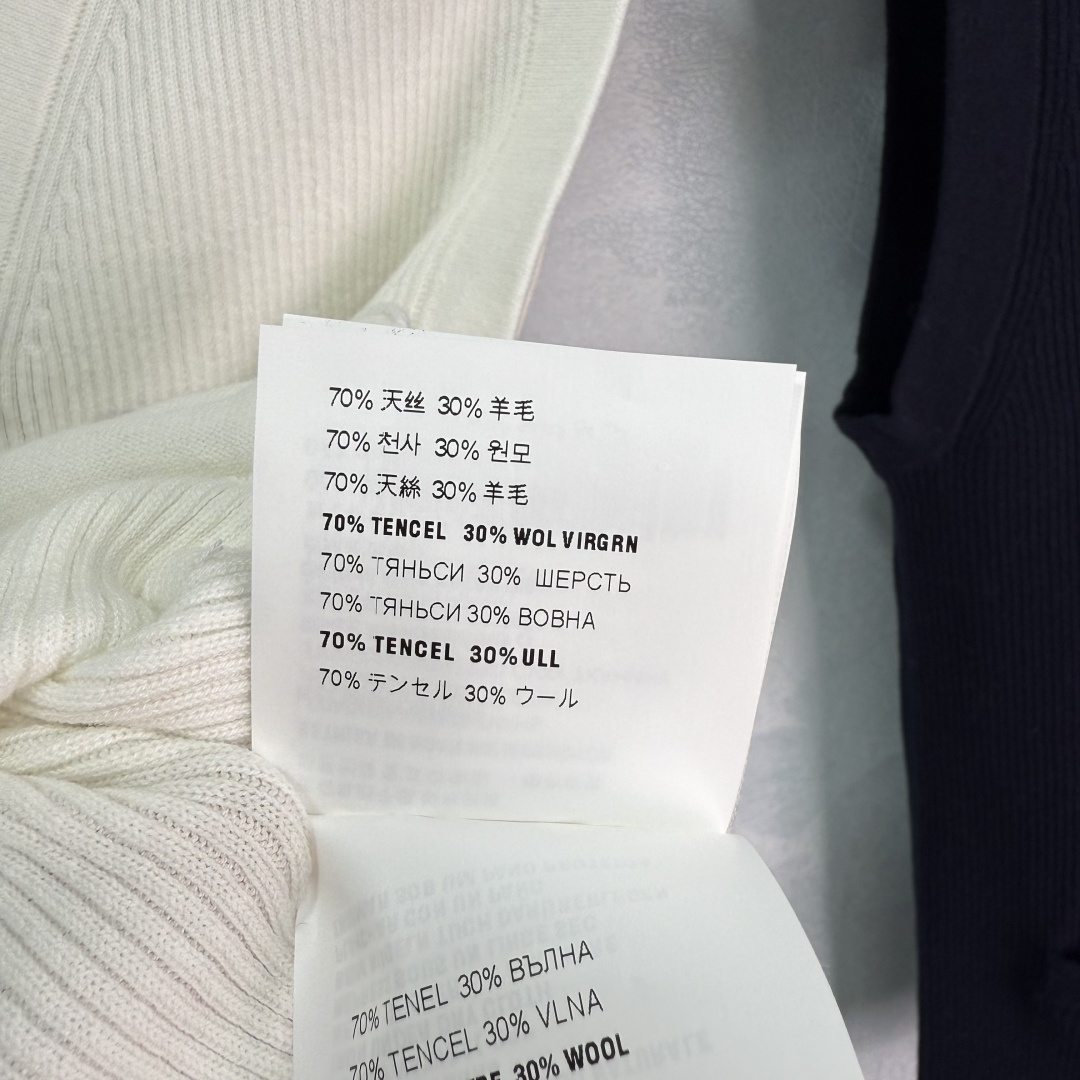 70% 天丝 30% 羊毛
70% 천사 30% 원모
70% 天絲 30% 羊毛
70% TENCEL 30% WOL VIRGRN
70% ТЯНЬСИ 30% ШЕРСТЬ
70% ТЯНЬСИ 30% ВОВНА
70% TENCEL 30% ULL
70% テンセル 30% ウール
70% TENEL 30% ВЪЛНА
70% TENCEL 30% VLNA
30% WOOL